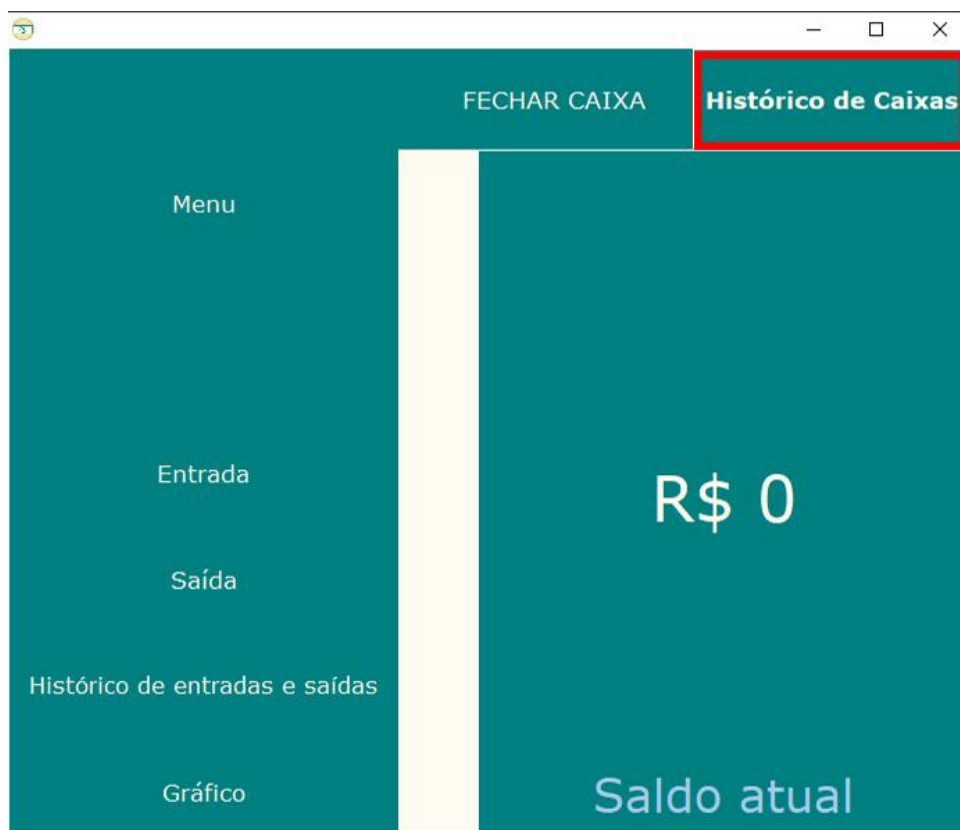 FECHAR CAIXA
Histórico de Caixas
Menu
Entrada
Saída
Histórico de entradas e saídas
Gráfico
R$ 0
Saldo atual